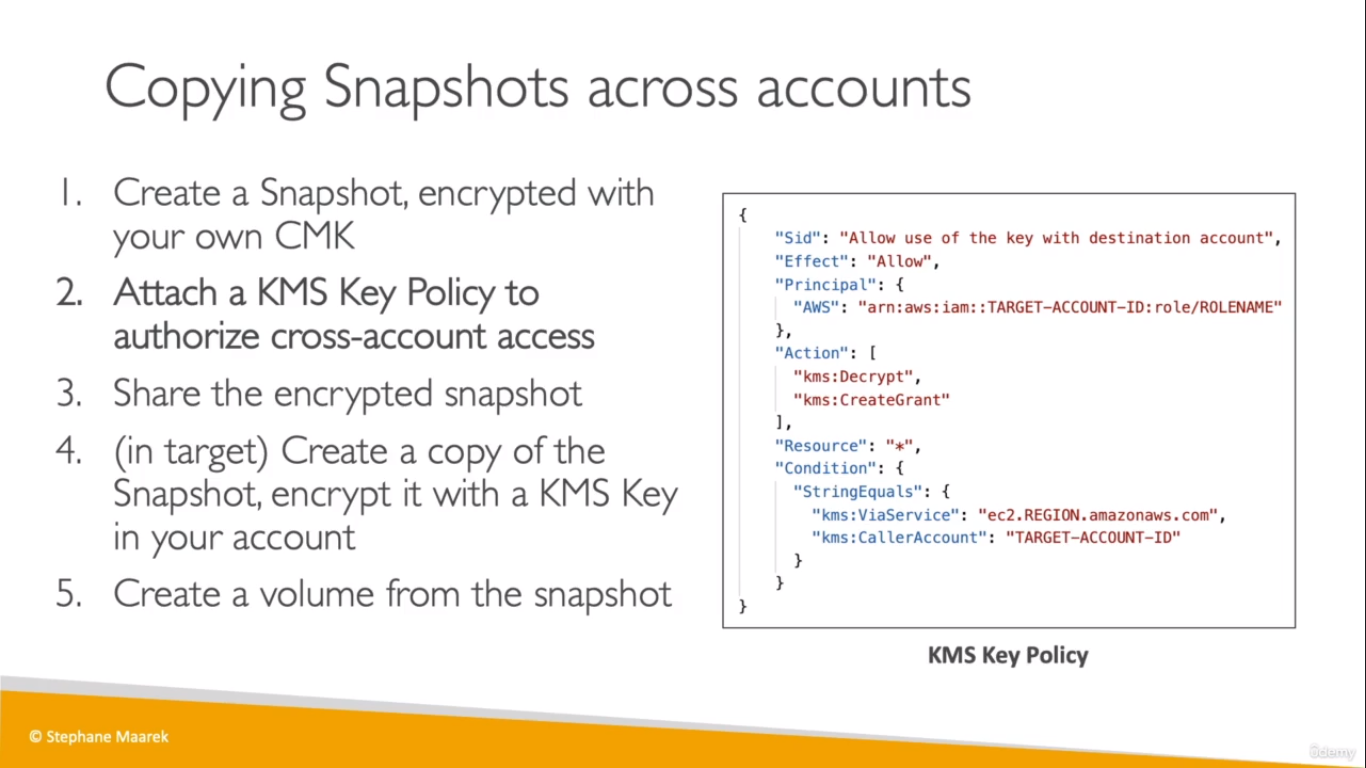 Copying Snapshots across accounts
1. Create a Snapshot, encrypted with
your own CMK
2. Attach a KMS Key Policy to
authorize cross-account access
3. Share the encrypted snapshot
4. (in target) Create a copy of the
Snapshot, encrypt it with a KMS Key
in your account
5. Create a volume from the snapshot
{
"Sid": "Allow use of the key with destination account",
"Effect": "Allow",
"Principal": {
"AWS": "arn:aws:iam::TARGET-ACCOUNT-ID:role/ROLENAME"
},
"Action": [
"kms:Decrypt",
"kms:CreateGrant"
],
"Resource": "*",
"Condition": {
"StringEquals": {
"kms:ViaService": "ec2.REGION.amazonaws.com",
"kms:CallerAccount": "TARGET-ACCOUNT-ID"
}
}
}
KMS Key Policy
© Stephane Maarek
ûdemy